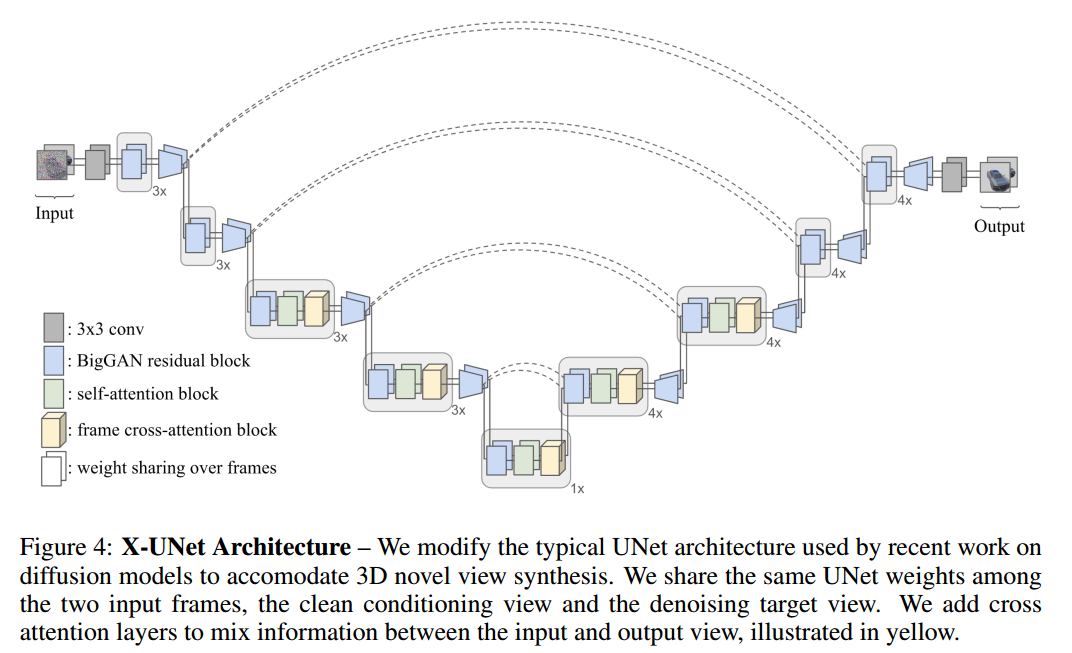 3x
Input
4x
Output
3x
4x
3x
4x
: 3x3 conv
: BigGAN residual block
: self-attention block
: frame cross-attention block
: weight sharing over frames
3x
4x
1x
Figure 4: X-UNet Architecture – We modify the typical UNet architecture used by recent work on
diffusion models to accomodate 3D novel view synthesis. We share the same UNet weights among
the two input frames, the clean conditioning view and the denoising target view. We add cross
attention layers to mix information between the input and output view, illustrated in yellow.